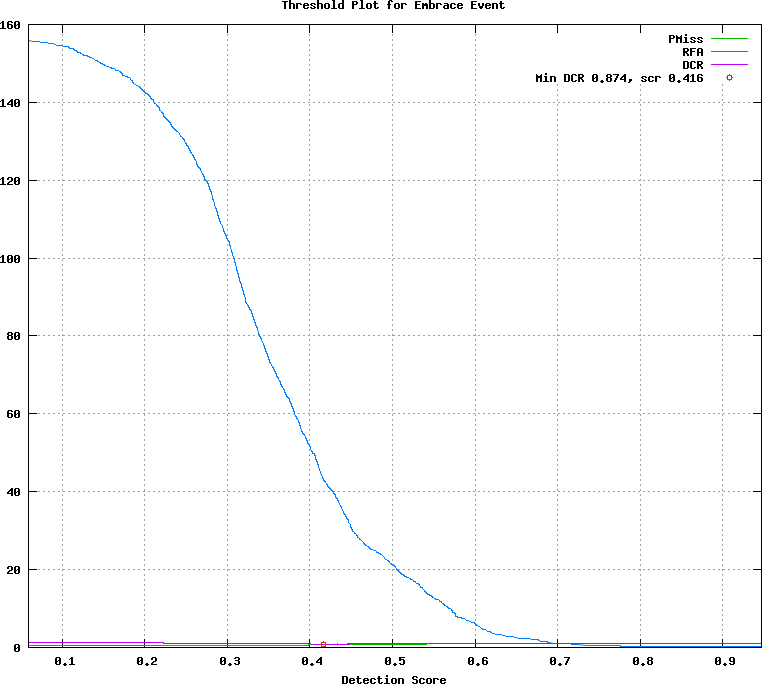 Threshold Plot for Embrace Event
PMiss
RFA
DCR
Min DCR 0.874, scr 0.416
160
140
120
100
80
60
40
20
0
0.1 0.2 0.3 0.4 0.5 0.6 0.7 0.8 0.9
Detection Score